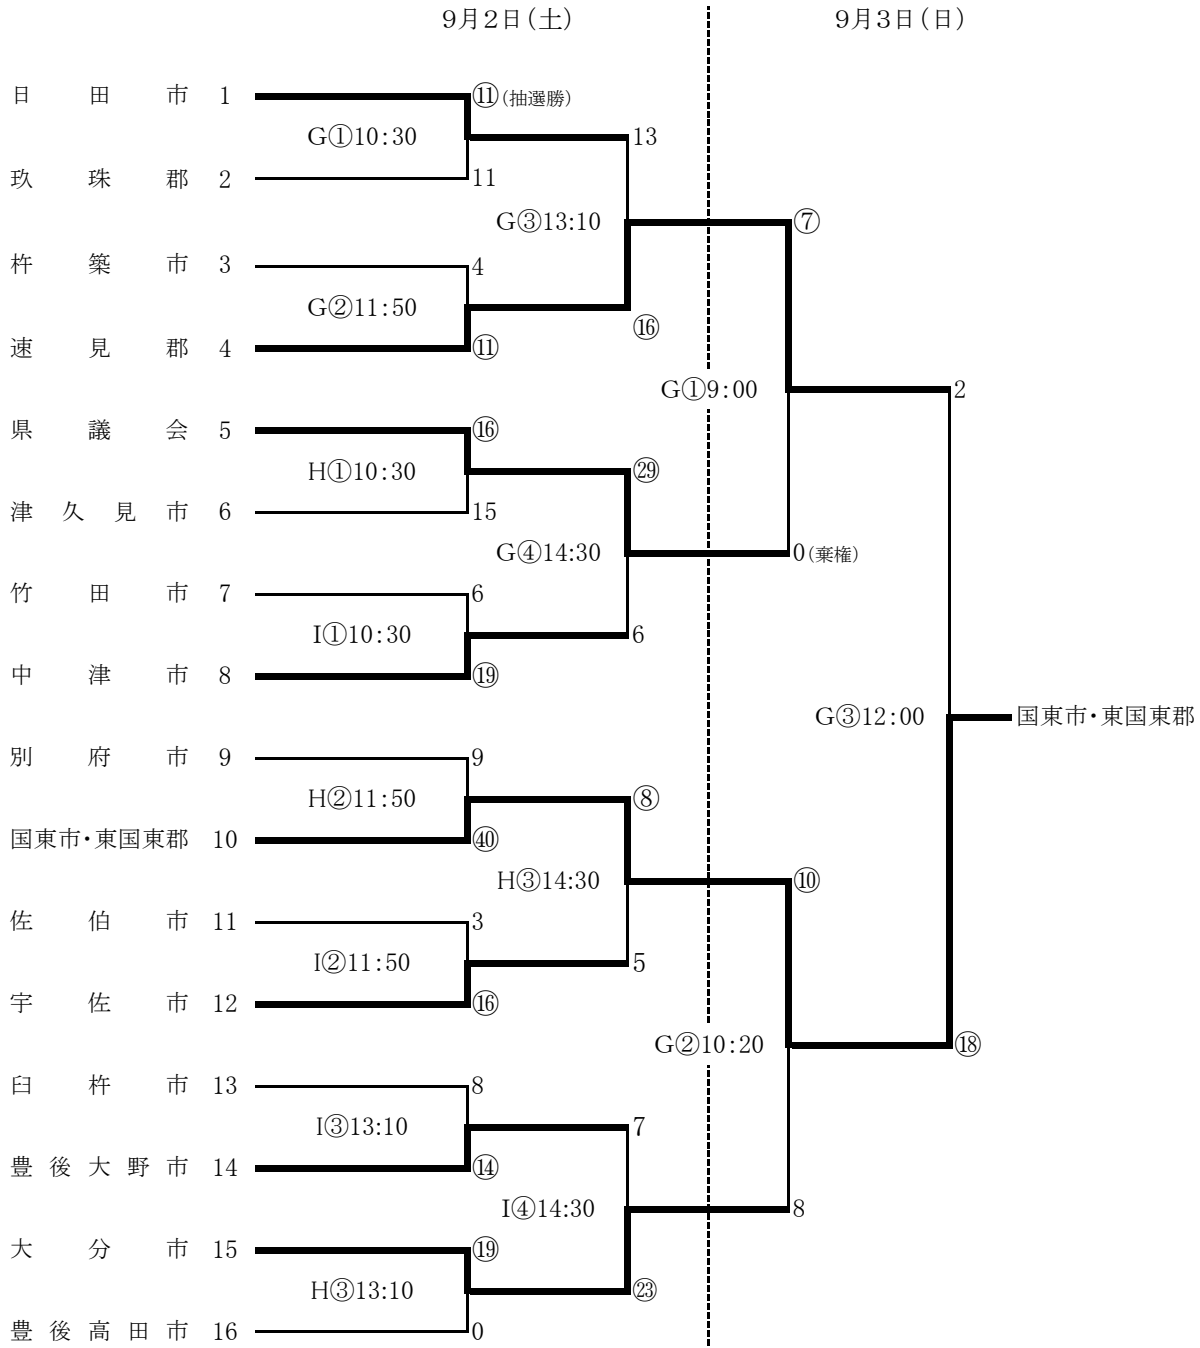 9月2日(土) 9月3日(日)
日田市 1 ⑪(抽選勝)
G①10:30 13
玖珠郡 2 11
G③13:10 ⑦
杵築市 3 4
G②11:50 ⑯
速見郡 4 ⑪
G①9:00 2
県議会 5 ⑯
H①10:30 ㉙
津久見市 6 15
G④14:30 0(棄権)
竹田市 7 6
I①10:30 6
中津市 8 ⑲
G③12:00 国東市・東国東郡
別府市 9 9
H②11:50 ⑧
国東市・東国東郡 10 ㊵
H③14:30 ⑩
佐伯市 11 3
I②11:50 5
宇佐市 12 ⑯
G②10:20 ⑱
臼杵市 13 8
I③13:10 7
豊後大野市 14 ⑭
I④14:30 8
大分市 15 ⑲
H③13:10 ㉓
豊後高田市 16 0